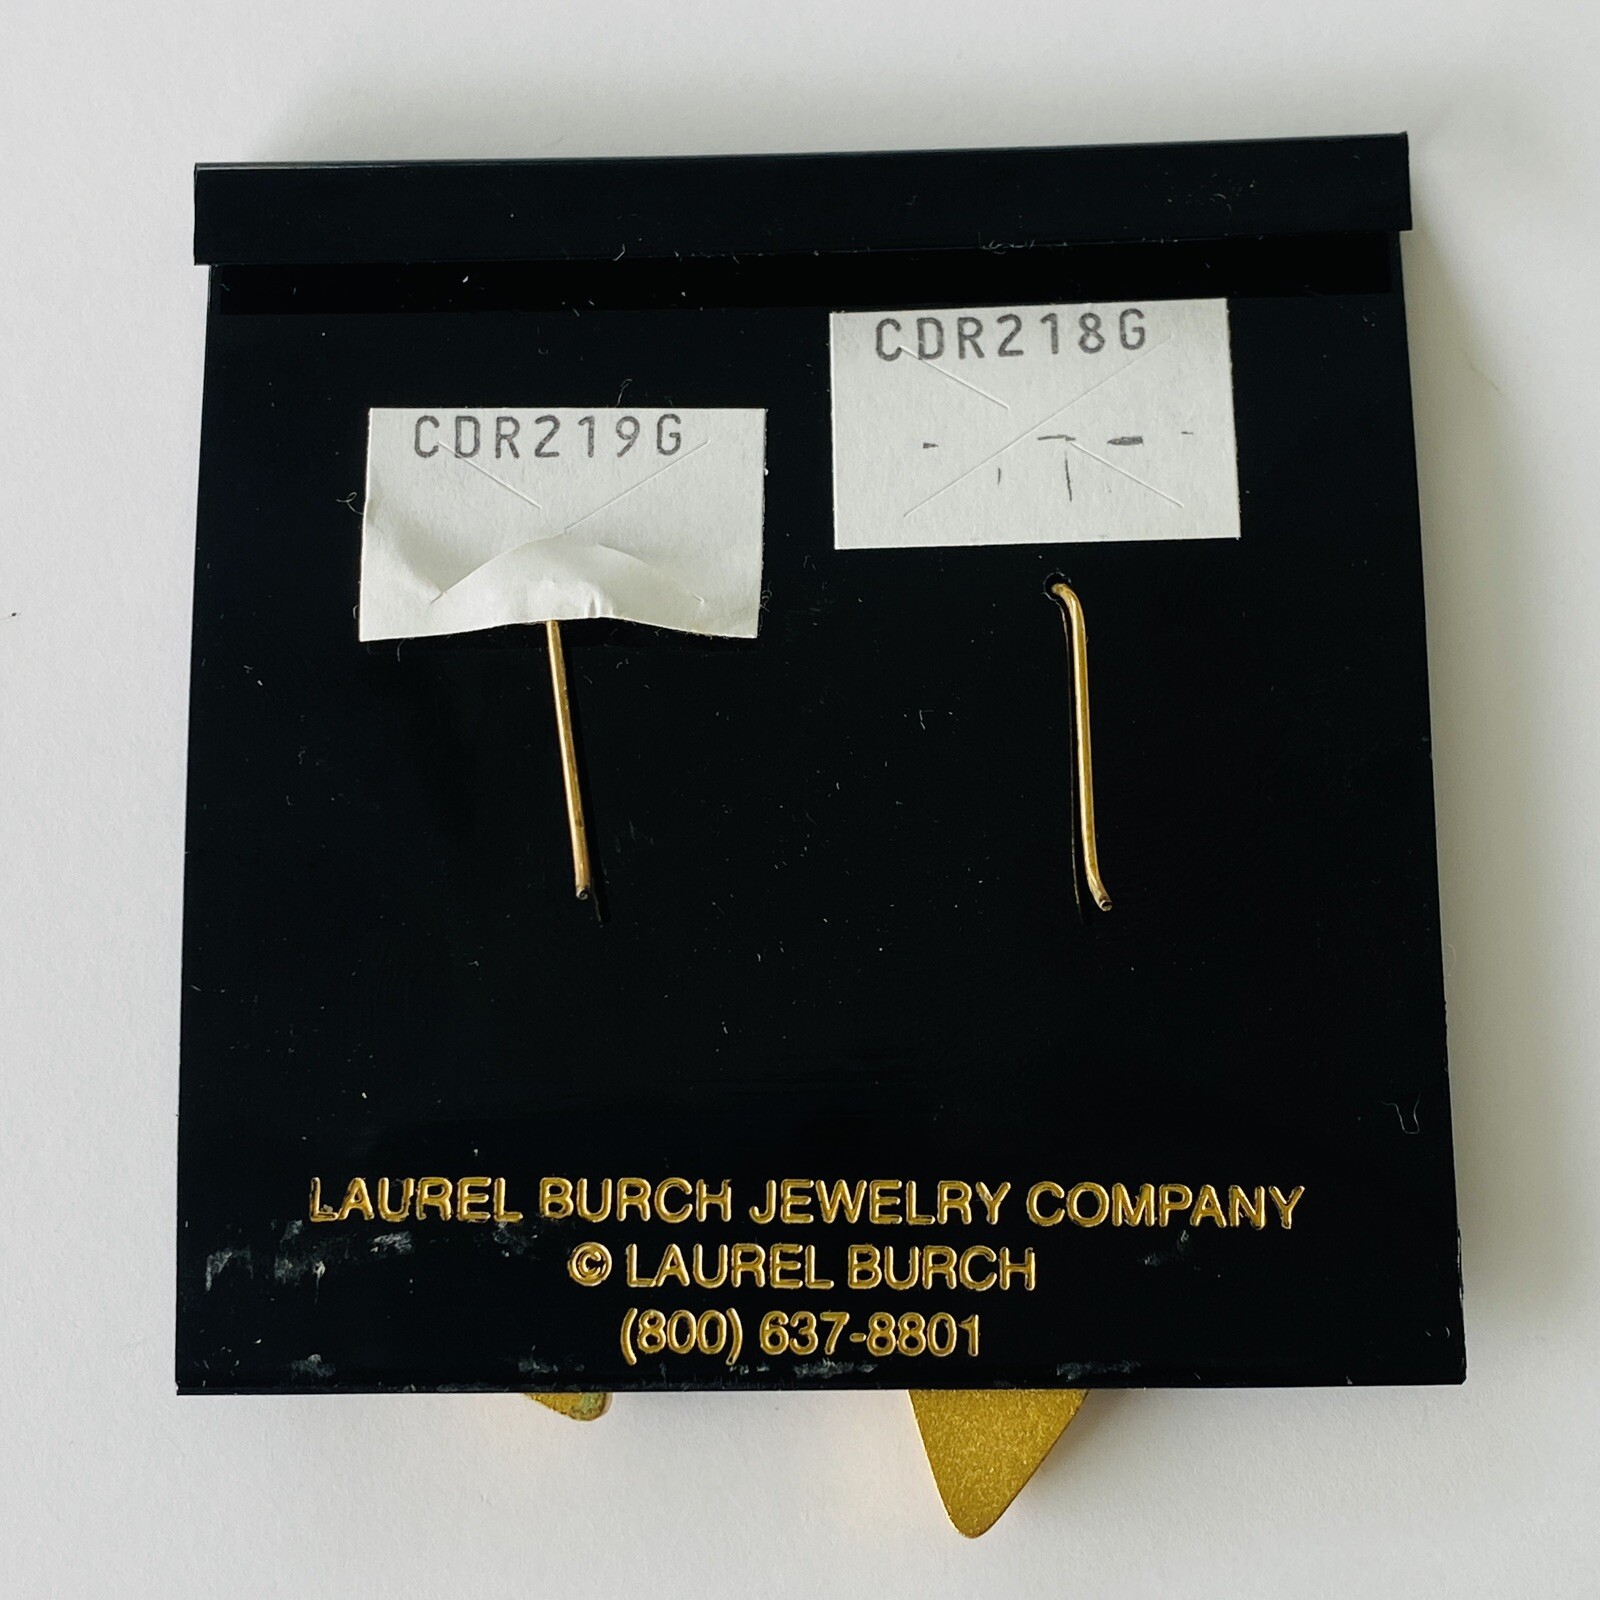 CDR218G
CDR219G
LAUREL BURCH JEWELRY COMPANY
© LAUREL BURCH
(800) 637-8801